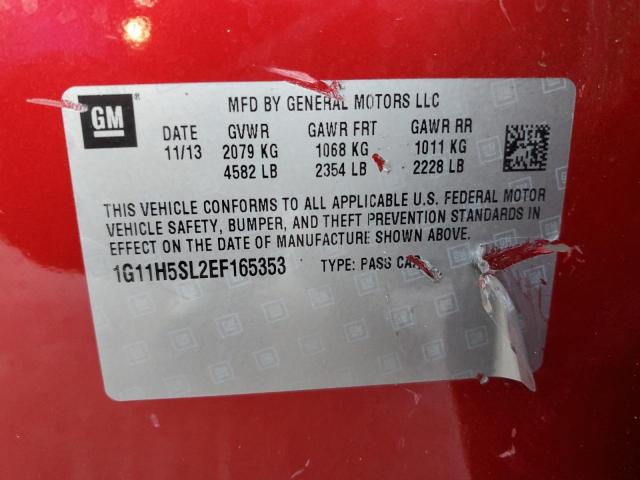 GM
MFD BY GENERAL MOTORS LLC
DATE GVWR GAWR FRT GAWR RR
11/13 2079 KG 1068 KG 1011 KG
4582 LB 2354 LB 2228 LB
THIS VEHICLE CONFORMS TO ALL APPLICABLE U.S. FEDERAL MOTOR
VEHICLE SAFETY, BUMPER, AND THEFT PREVENTION STANDARDS IN
EFFECT ON THE DATE OF MANUFACTURE SHOWN ABOVE.
1G11H5SL2EF165353 TYPE: PASS CAR